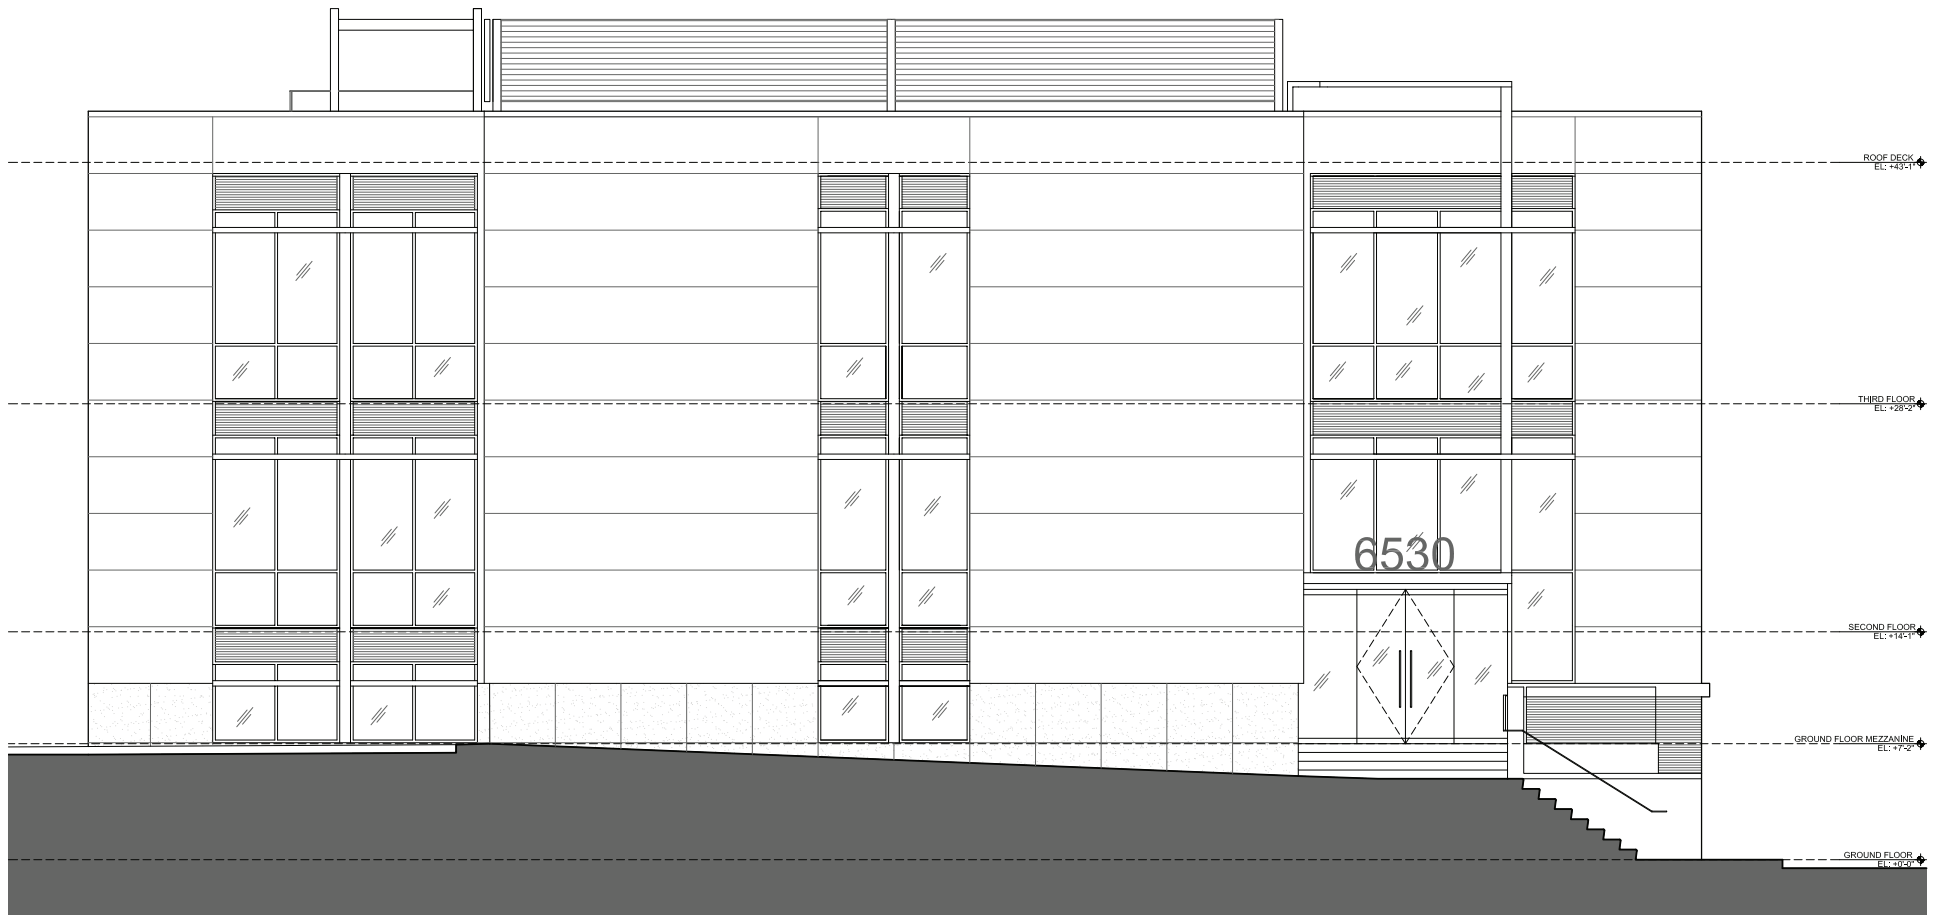 ROOF DECK
EL: +43'-1"
THIRD FLOOR
EL: +28'-2"
6530
SECOND FLOOR
EL: +14'-1"
GROUND FLOOR MEZZANINE
EL: +7'-2"
GROUND FLOOR
EL: +0'-0"